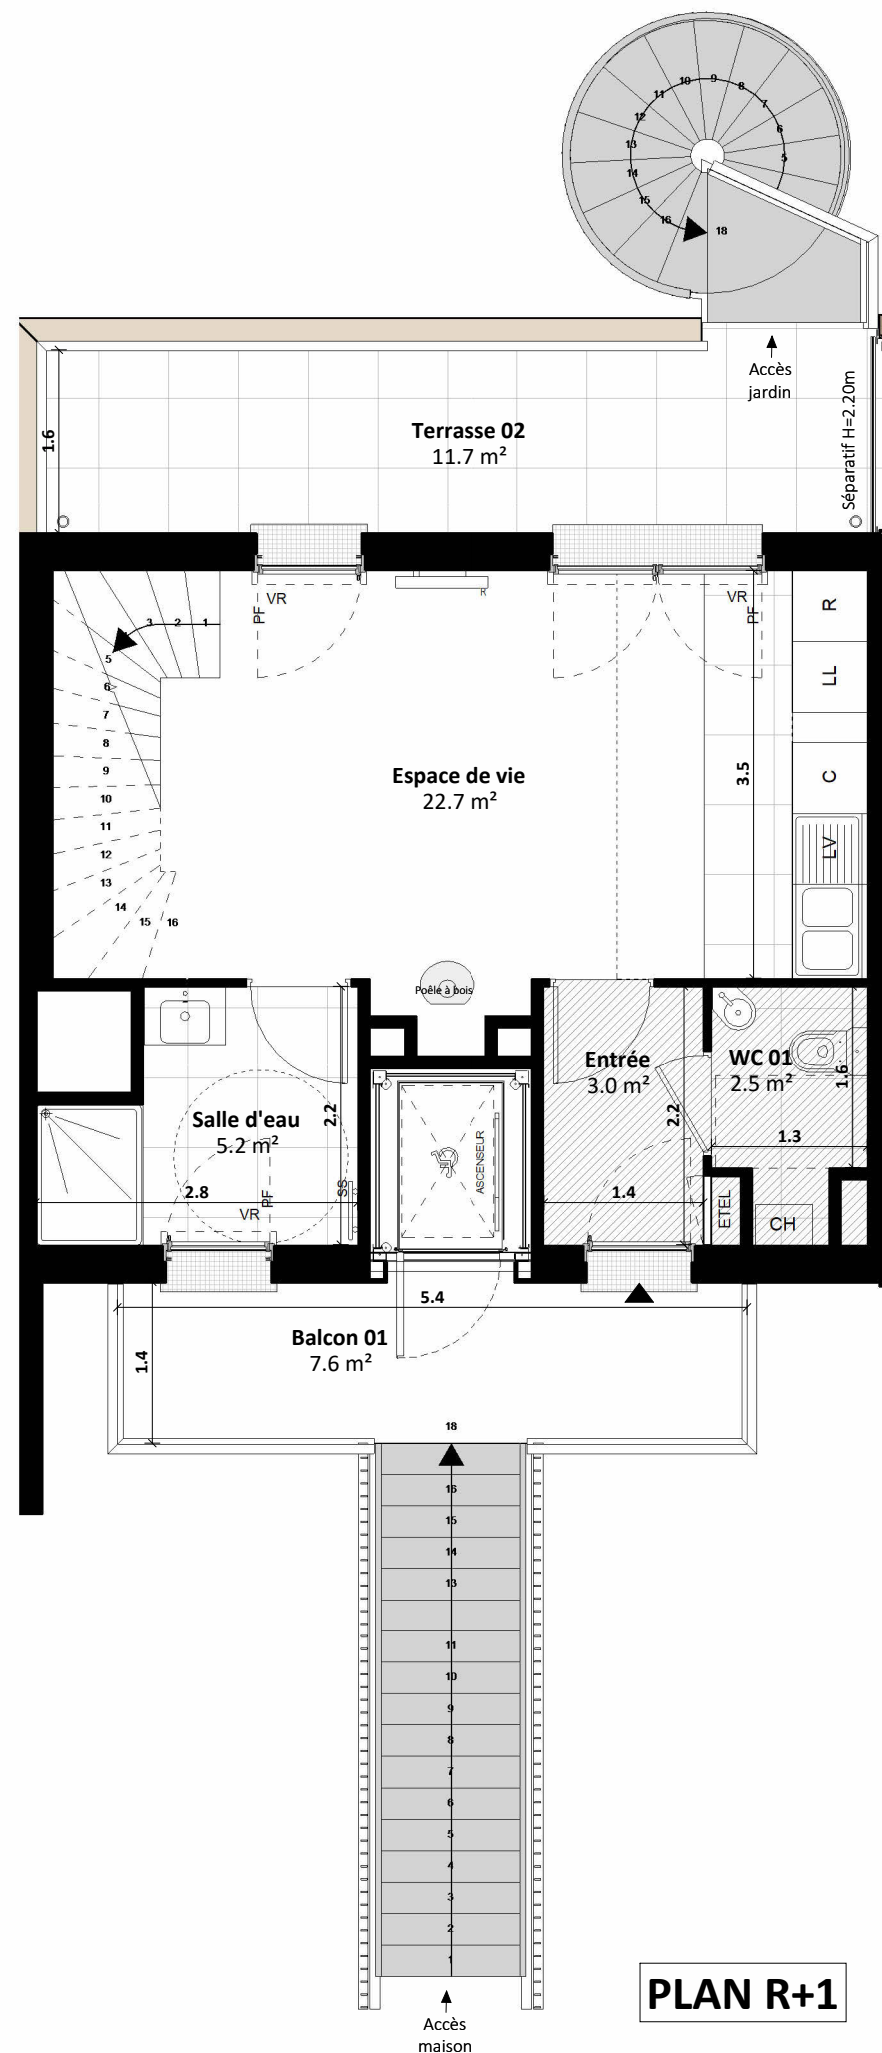 10
9
8
11
7
12
6
13
5
14
15
16
18
Accès
jardin
Séparatif H=2.20m
1.6
Terrasse 02
11.7 m²
VR
PF
R
VR
PF
R
3
2
1
5
6
7
8
9
10
11
12
13
14
15
16
LL
3.5
C
LV
Espace de vie
22.7 m²
Poêle à bois
Entrée
3.0 m²
WC 01
2.5 m²
1.6
Salle d'eau
5.2 m²
2.2
2.2
1.3
ASCENSEUR
2.8
PF
SS
VR
1.4
ETEL
CH
5.4
Balcon 01
7.6 m²
1.4
18
16
15
14
13
11
10
9
8
7
6
5
4
3
2
1
Accès
maison
PLAN R+1